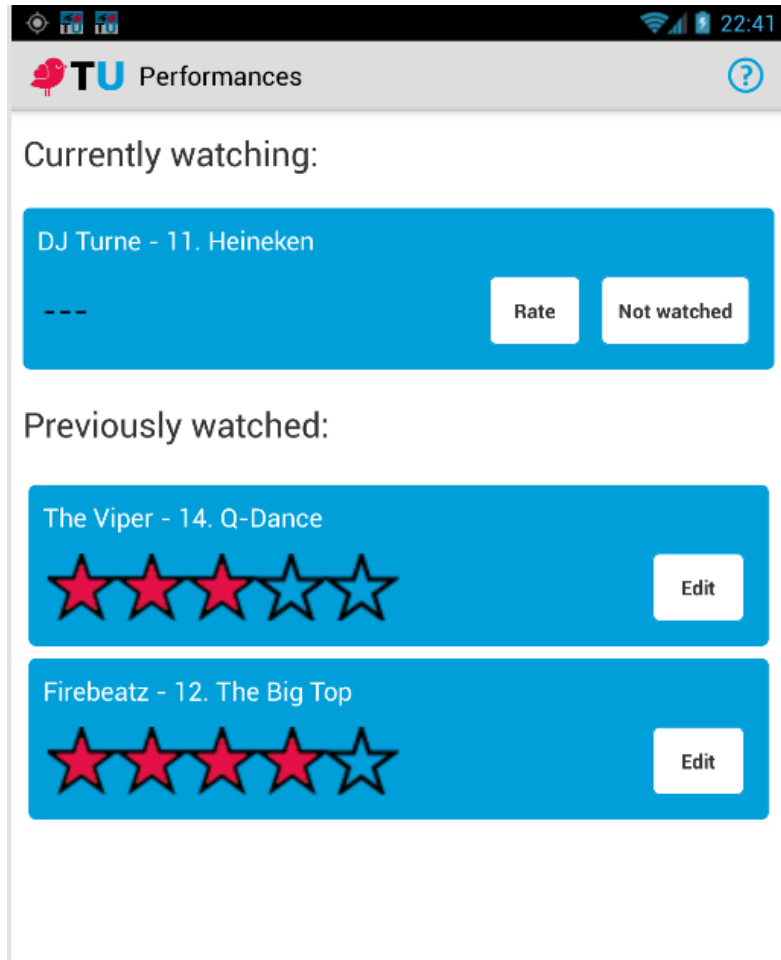 22:41
TU Performances
Currently watching:
DJ Turne - 11. Heineken
---
Rate
Not watched
Previously watched:
The Viper - 14. Q-Dance
Edit
Firebeatz - 12. The Big Top
Edit